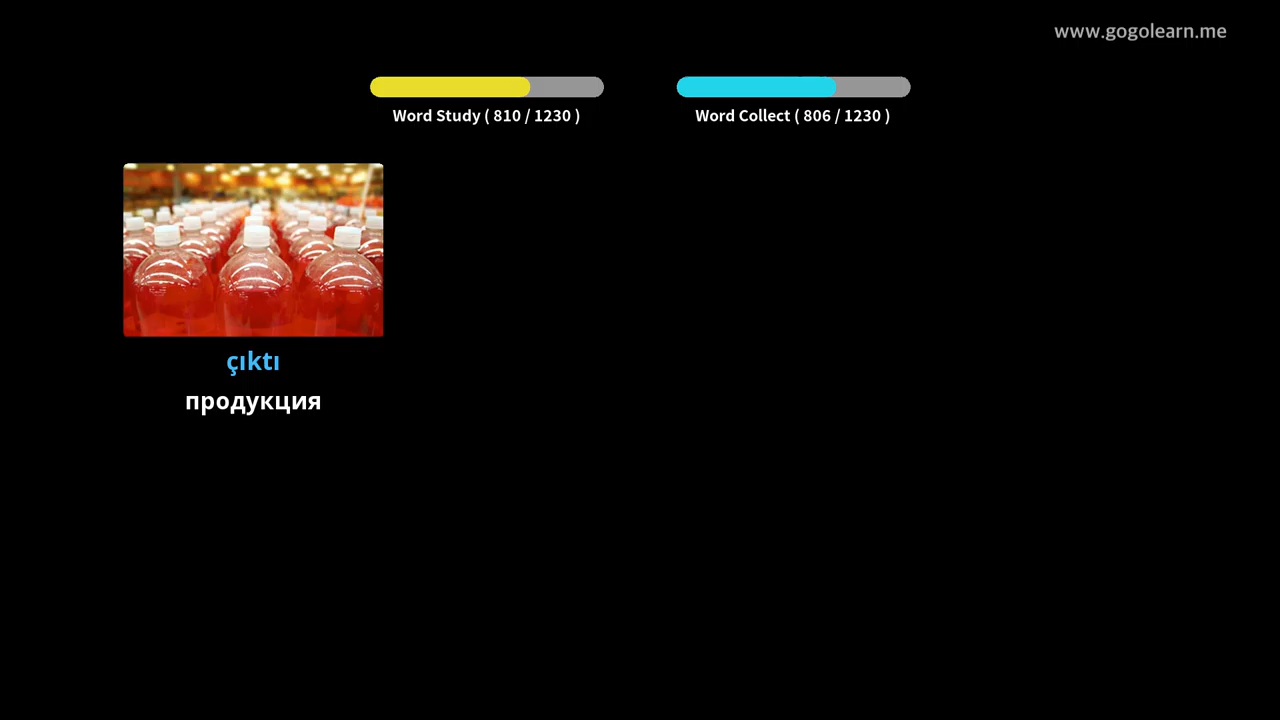 www.gogolearn.me
Word Study ( 810 / 1230 )
Word Collect ( 806 / 1230 )
çıktı
продукция